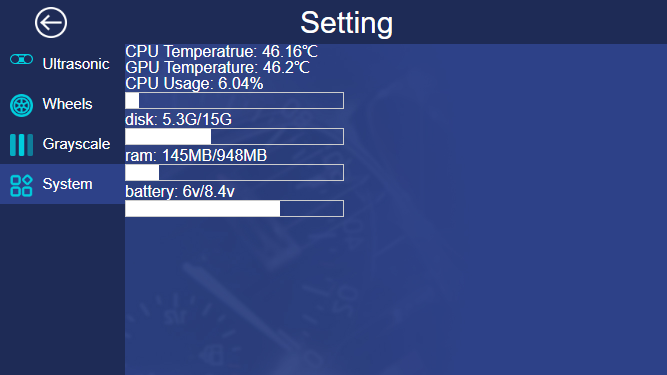 Setting
Ultrasonic
Wheels
Grayscale
System
CPU Temperatrue: 46.16℃
GPU Temperature: 46.2℃
CPU Usage: 6.04%
disk: 5.3G/15G
ram: 145MB/948MB
battery: 6v/8.4v